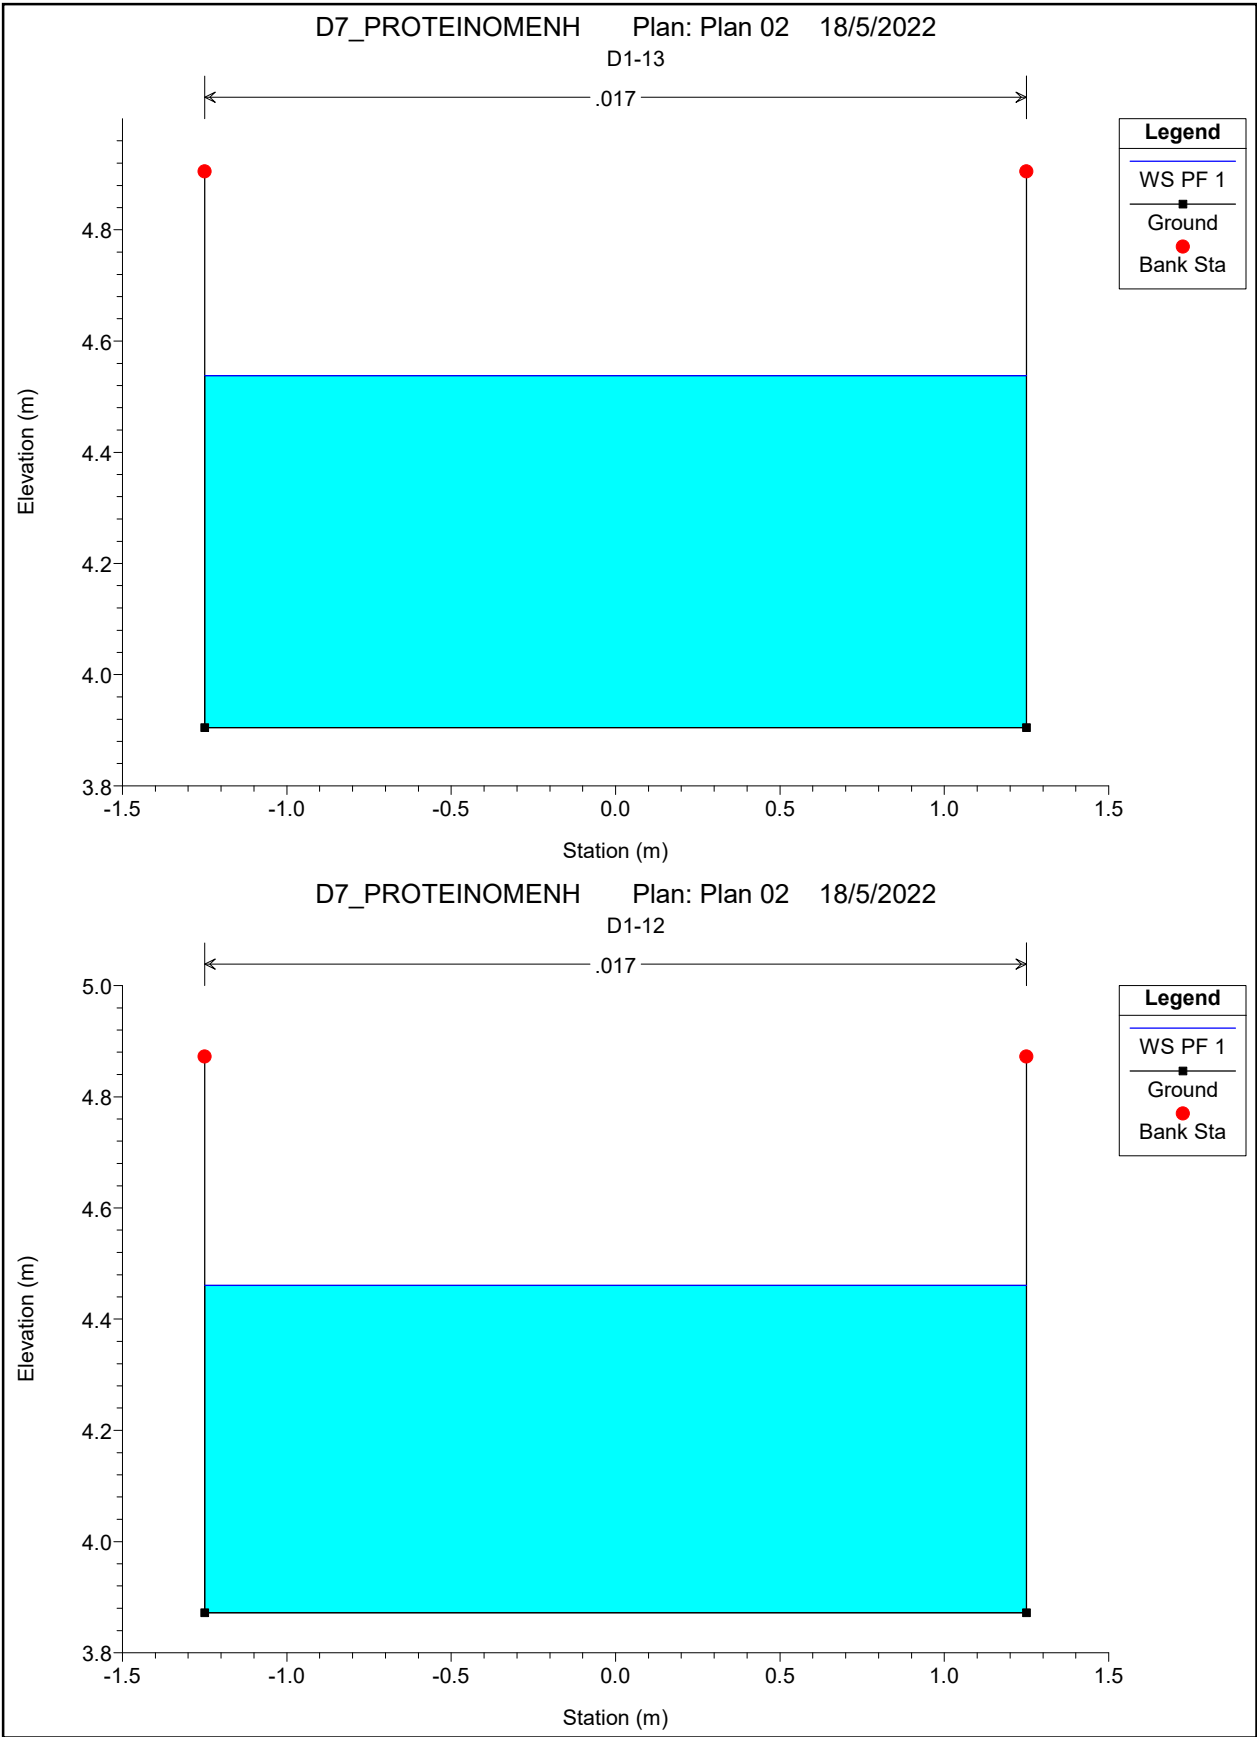 D7_PROTEINOMENH Plan: Plan 02 18/5/2022
D1-13
.017
Legend
WS PF 1
Ground
Bank Sta
4.8
4.6
4.4
4.2
4.0
3.8
Elevation (m)
-1.5 -1.0 -0.5 0.0 0.5 1.0 1.5
Station (m)
D7_PROTEINOMENH Plan: Plan 02 18/5/2022
D1-12
.017
Legend
WS PF 1
Ground
Bank Sta
5.0
4.8
4.6
4.4
4.2
4.0
3.8
Elevation (m)
-1.5 -1.0 -0.5 0.0 0.5 1.0 1.5
Station (m)